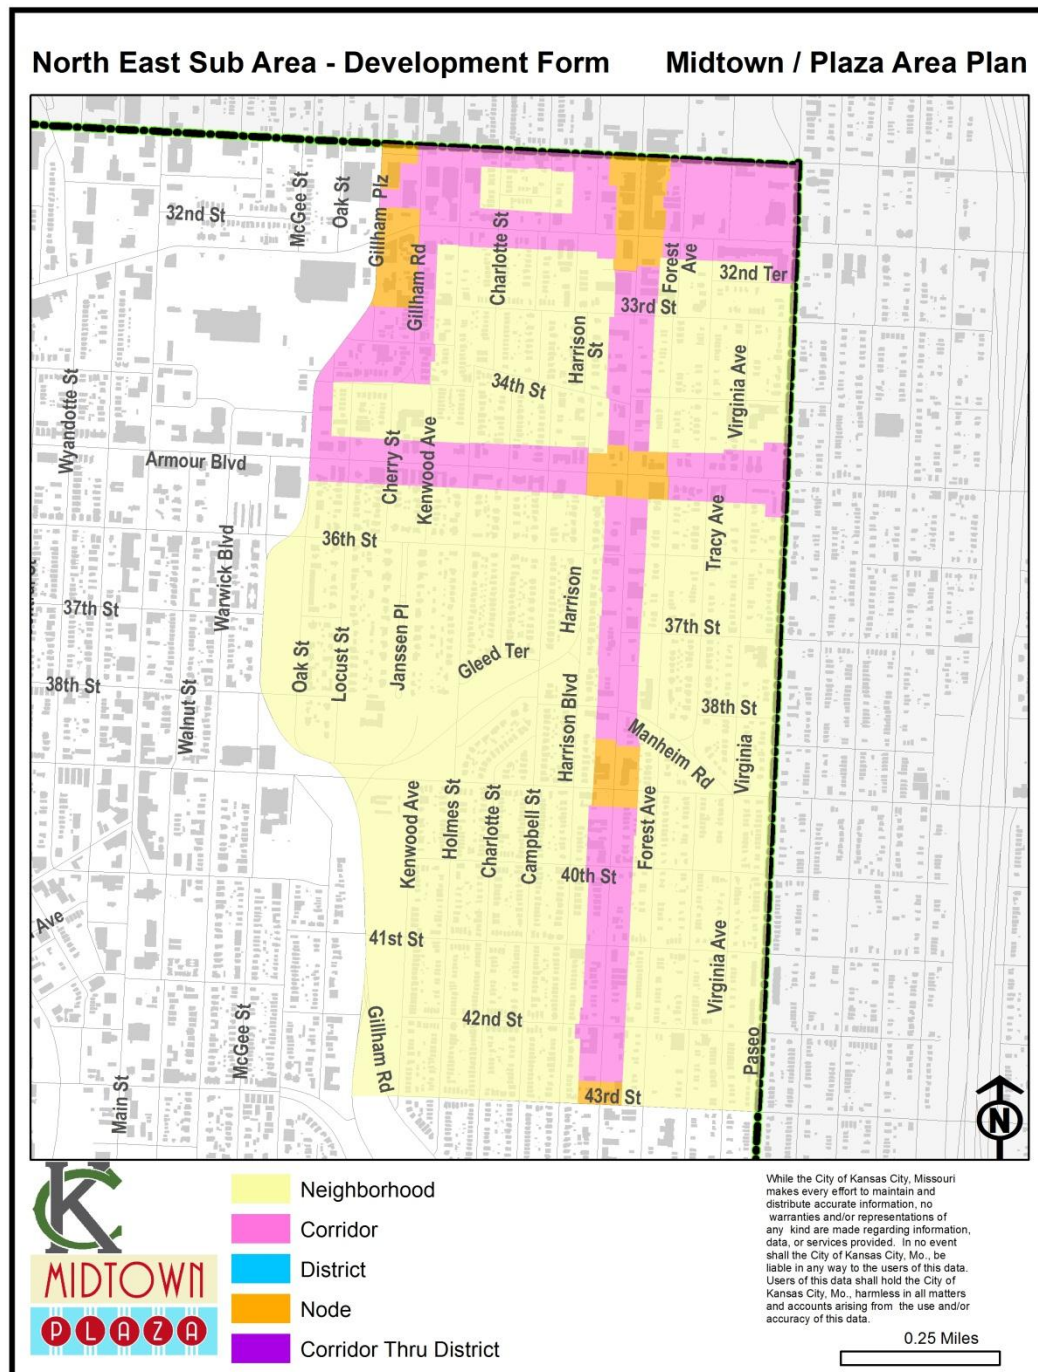 North East Sub Area - Development Form
Midtown / Plaza Area Plan
32nd St
McGee St
Oak St
Gillham Plz
Gillham Rd
Charlotte St
Forest Ave
32nd Ter
33rd St
Harrison St
34th St
Virginia Ave
Wyandotte St
Armour Blvd
Cherry St
Kenwood Ave
Warwick Blvd
36th St
Tracy Ave
37th St
Harrison
37th St
Oak St
Locust St
Janssen Pl
Gleed Ter
38th St
Walnut St
Harrison Blvd
38th St
Manheim Rd
Virginia
Kenwood Ave
Holmes St
Charlotte St
Campbell St
Forest Ave
40th St
Ave
41st St
Virginia Ave
McGee St
Gillham Rd
42nd St
Paseo
Main St
43rd St
N
KC
MIDTOWN
PLAZA
Neighborhood
Corridor
District
Node
Corridor Thru District
While the City of Kansas City, Missouri
makes every effort to maintain and
distribute accurate information, no
warranties and/or representations of
any kind are made regarding information,
data, or services provided. In no event
shall the City of Kansas City, Mo., be
liable in any way to the users of this data.
Users of this data shall hold the City of
Kansas City, Mo., harmless in all matters
and accounts arising from the use and/or
accuracy of this data.
0.25 Miles